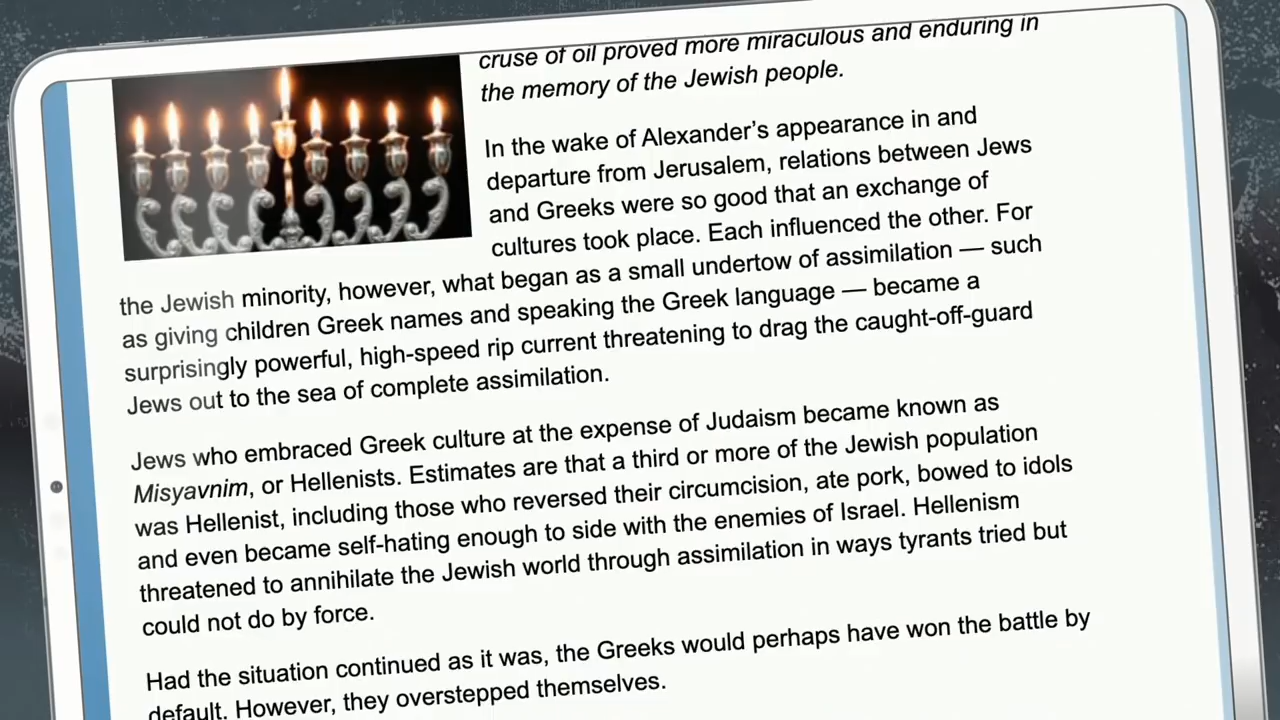 cruse of oil proved more miraculous and enduring in
the memory of the Jewish people.
In the wake of Alexander’s appearance in and
departure from Jerusalem, relations between Jews
and Greeks were so good that an exchange of
cultures took place. Each influenced the other. For
the Jewish minority, however, what began as a small undertow of assimilation — such
as giving children Greek names and speaking the Greek language — became a
surprisingly powerful, high-speed rip current threatening to drag the caught-off-guard
Jews out to the sea of complete assimilation.
Jews who embraced Greek culture at the expense of Judaism became known as
Misyavnim, or Hellenists. Estimates are that a third or more of the Jewish population
was Hellenist, including those who reversed their circumcision, ate pork, bowed to idols
and even became self-hating enough to side with the enemies of Israel. Hellenism
threatened to annihilate the Jewish world through assimilation in ways tyrants tried but
could not do by force.
Had the situation continued as it was, the Greeks would perhaps have won the battle by
default. However, they overstepped themselves.